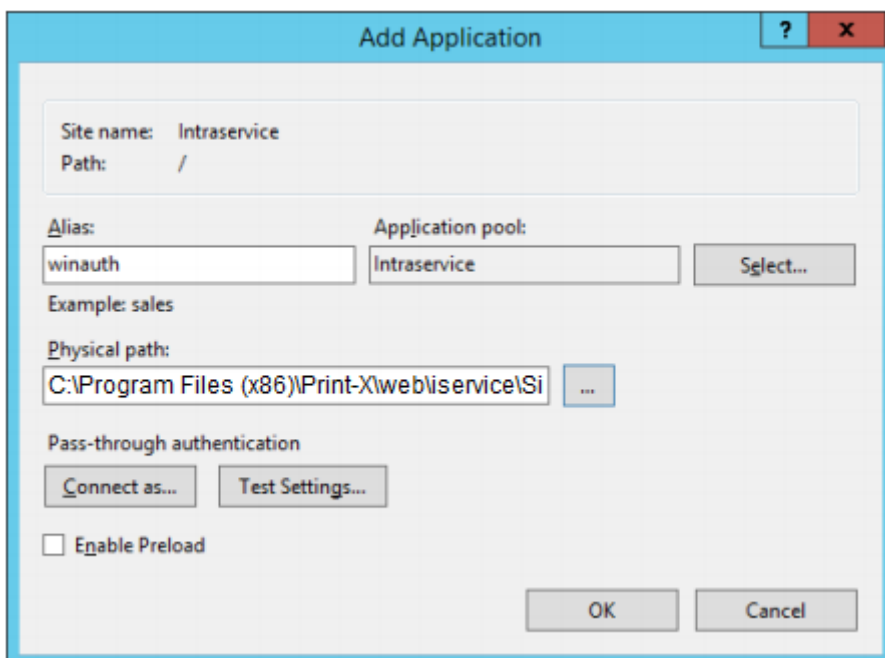 Add Application
?
x
Site name: Intraservice
Path: /
Alias:
Application pool:
winauth
Intraservice
Select...
Example: sales
Physical path:
C:\Program Files (x86)\Print-X\web\iservice\Si
...
Pass-through authentication
Connect as...
Test Settings...
Enable Preload
OK
Cancel